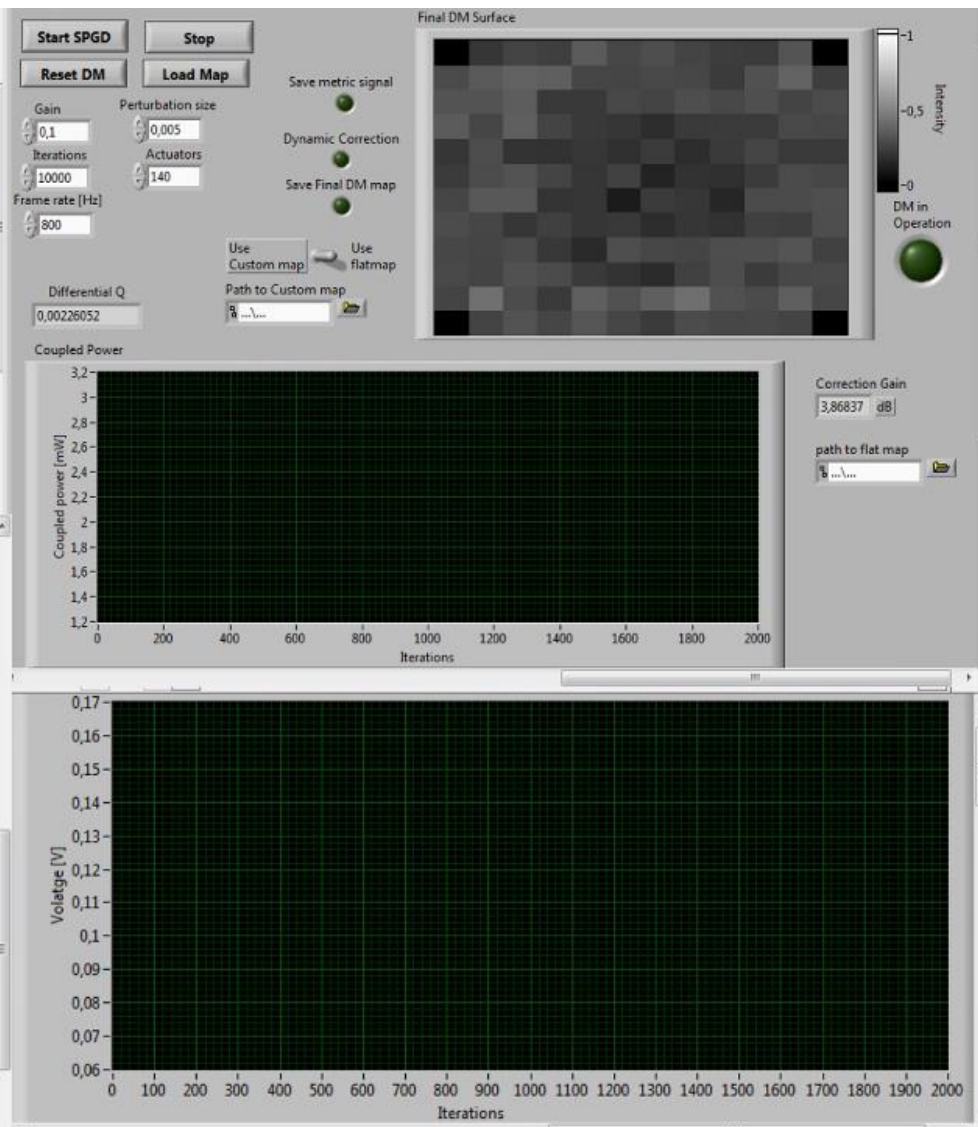 Final DM Surface
Start SPGD
Stop
Reset DM
Load Map
Save metric signal
Gain
0,1
Perturbation size
0,005
Dynamic Correction
Iterations
10000
Actuators
140
Save Final DM map
Frame rate [Hz]
800
1
0,5
0
Intensity
DM in
Operation
Use
Custom map
Use
flatmap
Differential Q
0,00226052
Path to Custom map
...\...
Coupled Power
3,2
3
2,8
2,6
2,4
2,2
2
1,8
1,6
1,4
1,2
Coupled power [mW]
0 200 400 600 800 1000 1200 1400 1600 1800 2000
Iterations
Correction Gain
3,86837 dB
path to flat map
...\...
0,17
0,16
0,15
0,14
0,13
0,12
0,11
0,1
0,09
0,08
0,07
0,06
Volatge [V]
0 100 200 300 400 500 600 700 800 900 1000 1100 1200 1300 1400 1500 1600 1700 1800 1900 2000
Iterations